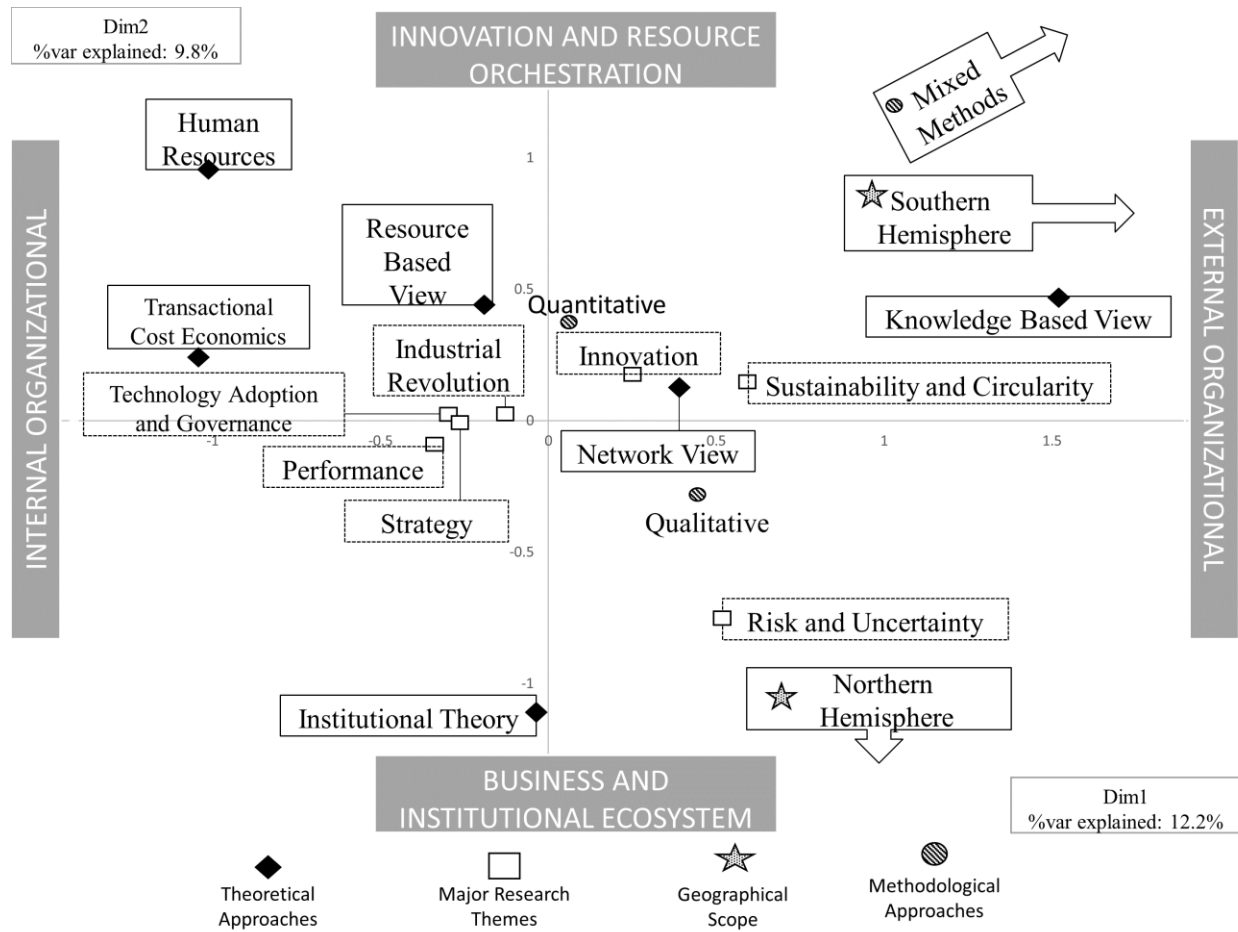 Dim2
%var explained: 9.8%
INNOVATION AND RESOURCE
ORCHESTRATION
Mixed
Methods
Human
Resources
1
Southern
Hemisphere
INTERNAL ORGANIZATIONAL
EXTERNAL ORGANIZATIONAL
Resource
Based
View
0.5
Quantitative
Knowledge Based View
Transactional
Cost Economics
Industrial
Revolution
Innovation
Sustainability and Circularity
Technology Adoption
and Governance
0
-1
-0.5
0
0.5
1
1.5
Network View
Performance
Strategy
Qualitative
-0.5
Risk and Uncertainty
-1
Northern
Hemisphere
Institutional Theory
BUSINESS AND
INSTITUTIONAL ECOSYSTEM
Dim1
%var explained: 12.2%
Theoretical
Approaches
Major Research
Themes
Geographical
Scope
Methodological
Approaches